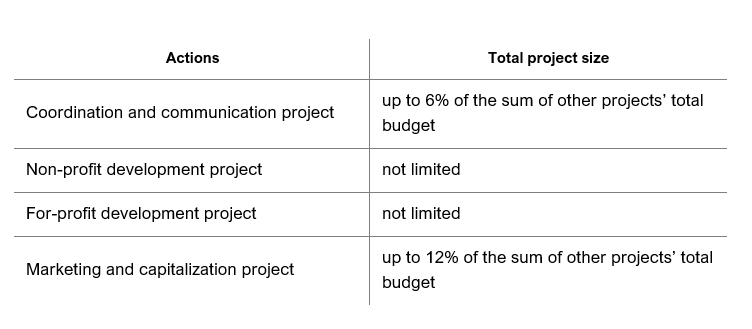 Actions
Total project size
Coordination and communication project
up to 6% of the sum of other projects’ total
budget
Non-profit development project
not limited
For-profit development project
not limited
Marketing and capitalization project
up to 12% of the sum of other projects’ total
budget